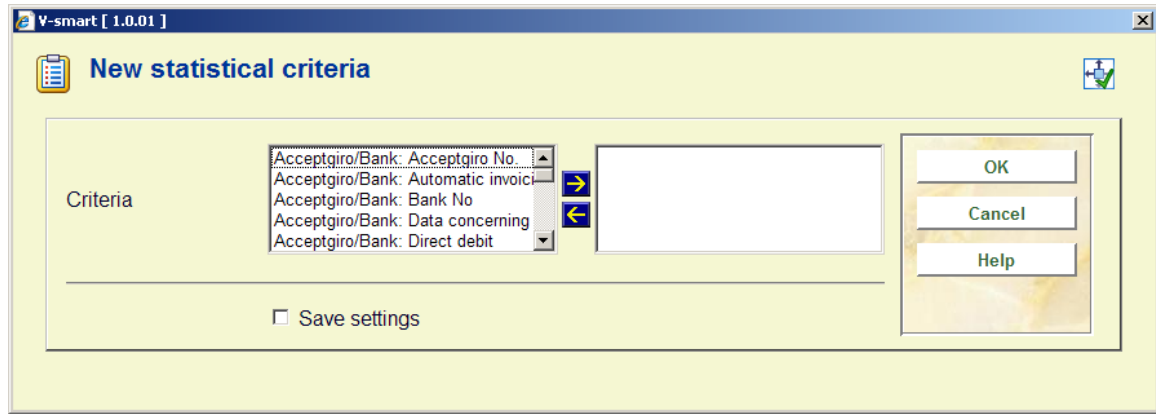 V-smart [ 1.0.01 ]
New statistical criteria
Criteria
Acceptgiro/Bank: Acceptgiro No.
Acceptgiro/Bank: Automatic invoici
Acceptgiro/Bank: Bank No
Acceptgiro/Bank: Data concerning
Acceptgiro/Bank: Direct debit
Save settings
OK
Cancel
Help